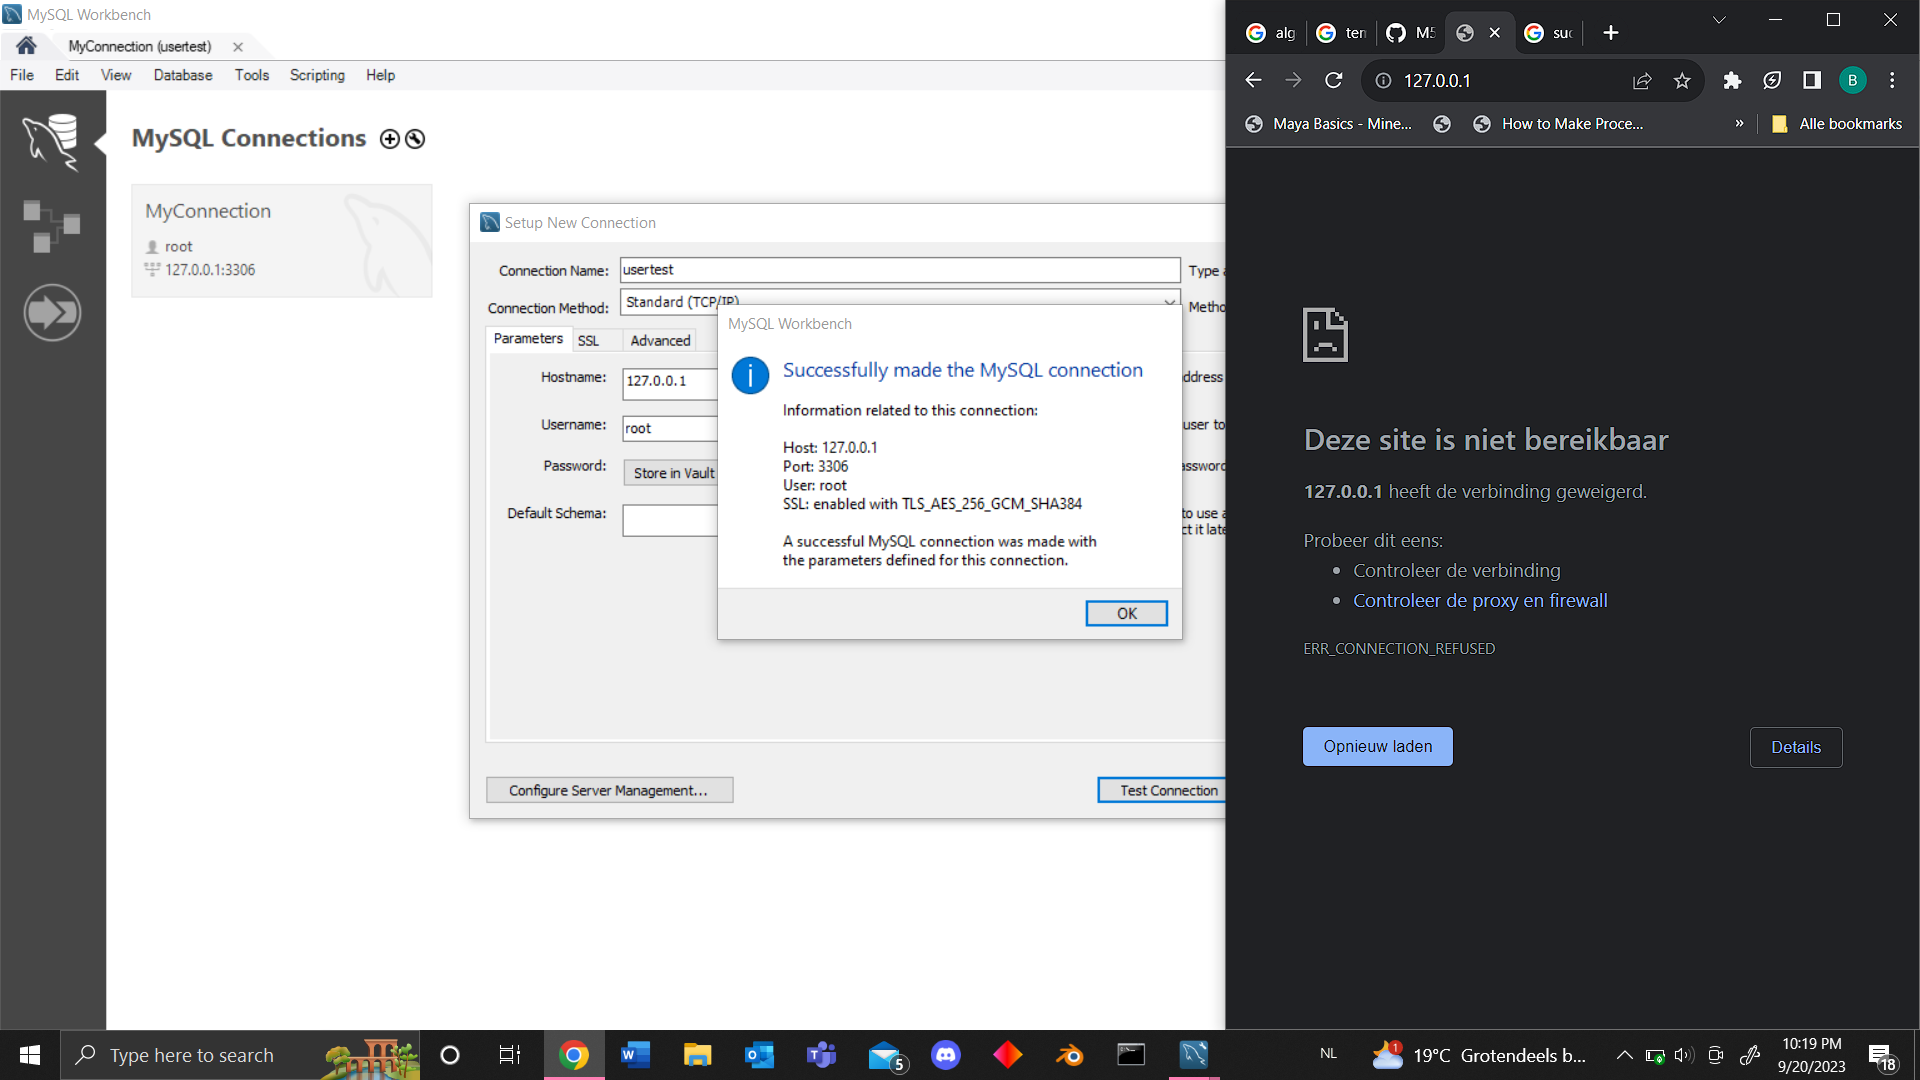 MySQL Workbench
MyConnection (usertest)
File Edit View Database Tools Scripting Help
MySQL Connections
MyConnection
root
127.0.0.1:3306
Setup New Connection
Connection Name: usertest Type a
Connection Method: Standard (TCP/IP) Metho
Parameters SSL Advanced
Hostname: 127.0.0.1 ddress
Username: root user to
Password: Store in Vault assword
Default Schema: to use a
ct it late
MySQL Workbench
Successfully made the MySQL connection
Information related to this connection:
Host: 127.0.0.1
Port: 3306
User: root
SSL: enabled with TLS_AES_256_GCM_SHA384
A successful MySQL connection was made with
the parameters defined for this connection.
OK
Configure Server Management... Test Connection
alg ten M5 suc
127.0.0.1 B
Maya Basics - Mine... How to Make Proce... » Alle bookmarks
Deze site is niet bereikbaar
127.0.0.1 heeft de verbinding geweigerd.
Probeer dit eens:
Controleer de verbinding
Controleer de proxy en firewall
ERR_CONNECTION_REFUSED
Opnieuw laden Details
Type here to search
5
NL
1
19°C Grotendeels b...
10:19 PM
9/20/2023
18